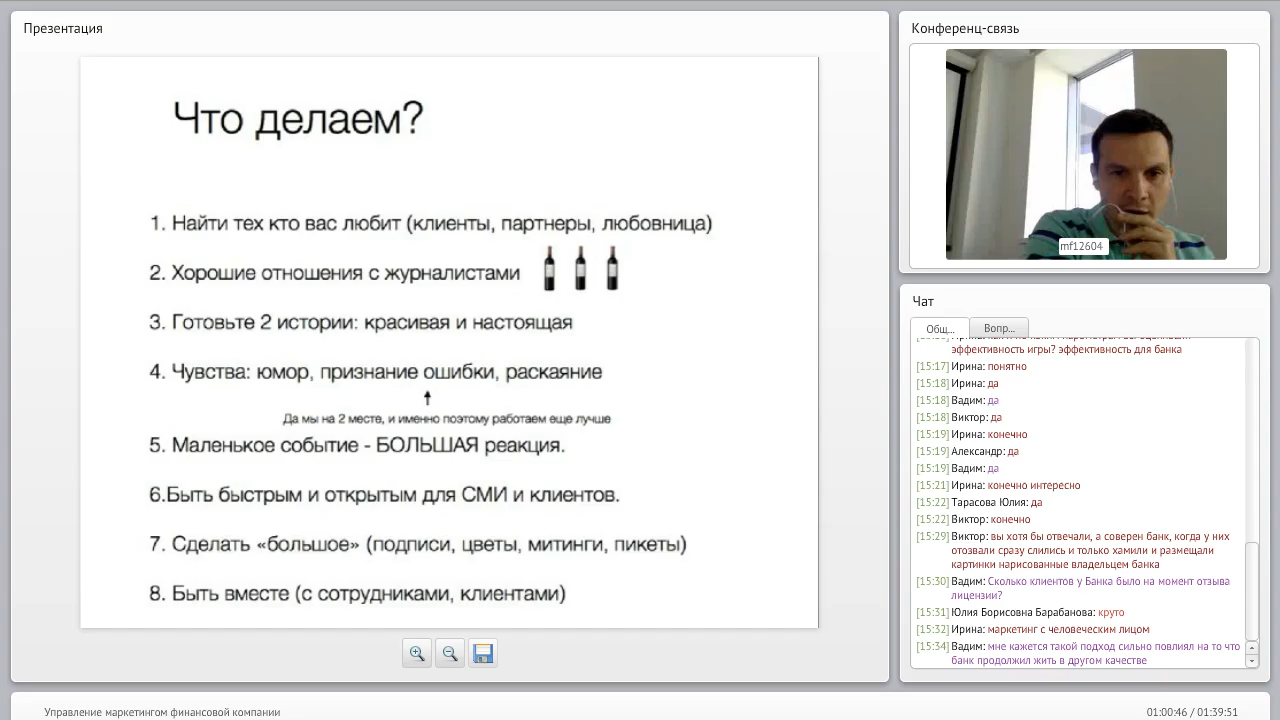 Презентация
Что делаем?
1. Найти тех кто вас любит (клиенты, партнеры, любовница)
2. Хорошие отношения с журналистами
3. Готовьте 2 истории: красивая и настоящая
4. Чувства: юмор, признание ошибки, раскаяние
Да мы на 2 месте, и именно поэтому работаем еще лучше
5. Маленькое событие - БОЛЬШАЯ реакция.
6.Быть быстрым и открытым для СМИ и клиентов.
7. Сделать «большое» (подписи, цветы, митинги, пикеты)
8. Быть вместе (с сотрудниками, клиентами)
Конференц-связь
mf12604
Чат
Общ...
Вопр...
эффективность игры? эффективность для банка
[15:17] Ирина: понятно
[15:18] Ирина: да
[15:18] Вадим: да
[15:18] Виктор: да
[15:19] Ирина: конечно
[15:19] Александр: да
[15:19] Вадим: да
[15:21] Ирина: конечно интересно
[15:22] Тарасова Юлия: да
[15:22] Виктор: конечно
[15:29] Виктор: вы хотя бы отвечали, а соверен банк, когда у них
отозвали сразу слились и только хамили и размещали
картинки нарисованные владельцем банка
[15:30] Вадим: Сколько клиентов у Банка было на момент отзыва
лицензии?
[15:31] Юлия Борисовна Барабанова: круто
[15:32] Ирина: маркетинг с человеческим лицом
[15:34] Вадим: мне кажется такой подход сильно повлиял на то что
банк продолжил жить в другом качестве
Управление маркетингом финансовой компании
01:00:46 / 01:39:51